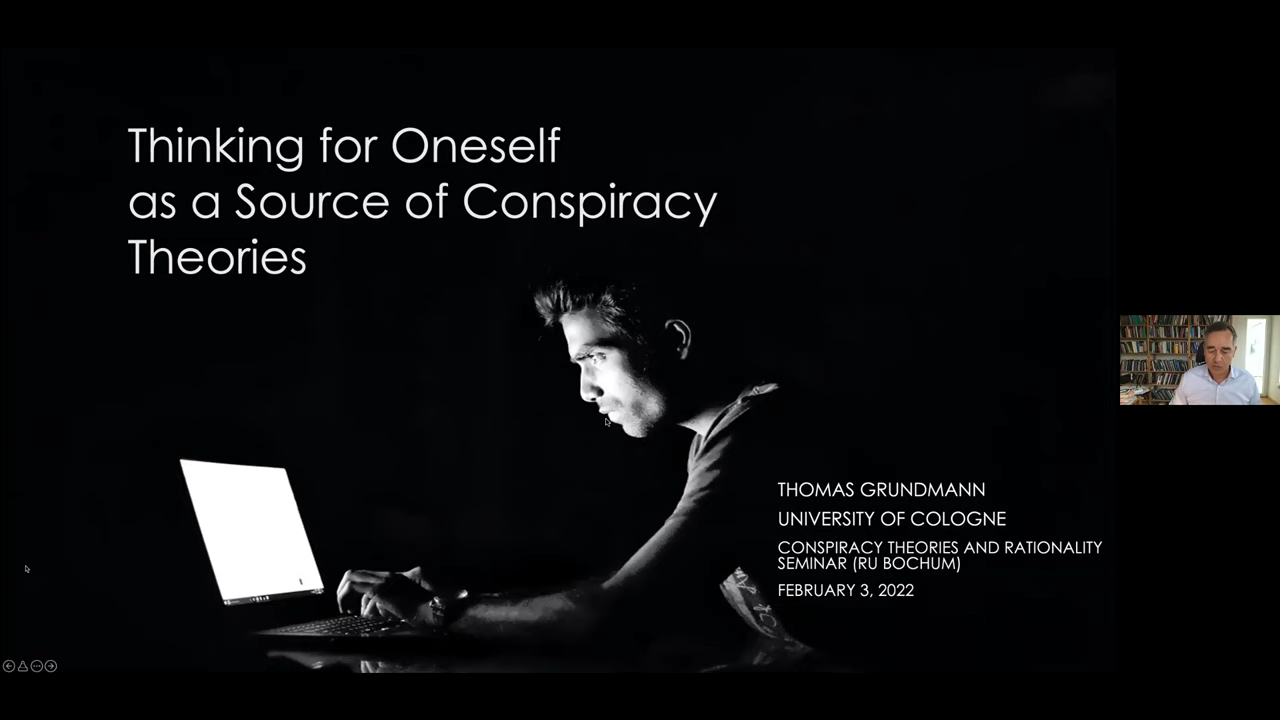 Thinking for Oneself
as a Source of Conspiracy
Theories
THOMAS GRUNDMANN
UNIVERSITY OF COLOGNE
CONSPIRACY THEORIES AND RATIONALITY
SEMINAR (RU BOCHUM)
FEBRUARY 3, 2022